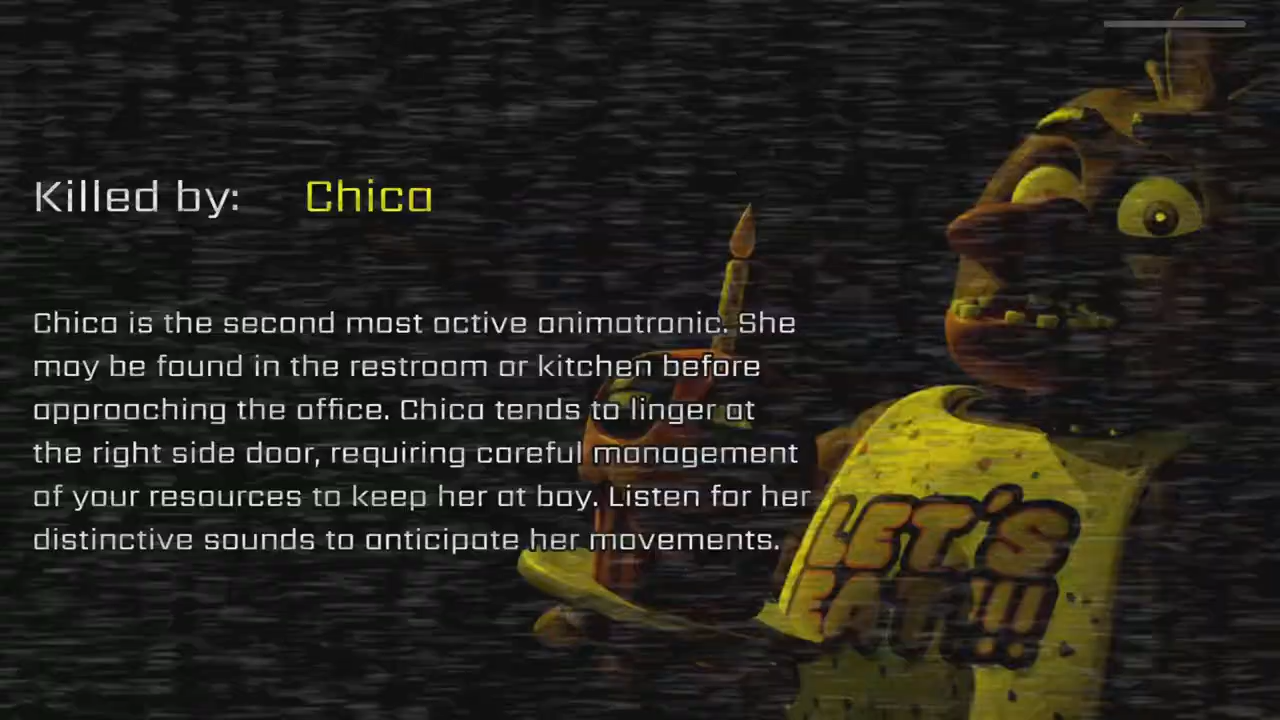 Killed by: Chica
Chica is the second most active animatronic. She
may be found in the restroom or kitchen before
approaching the office. Chica tends to linger at
the right side door, requiring careful management
of your resources to keep her at bay. Listen for her
distinctive sounds to anticipate her movements.
LET'S
EAT!!!